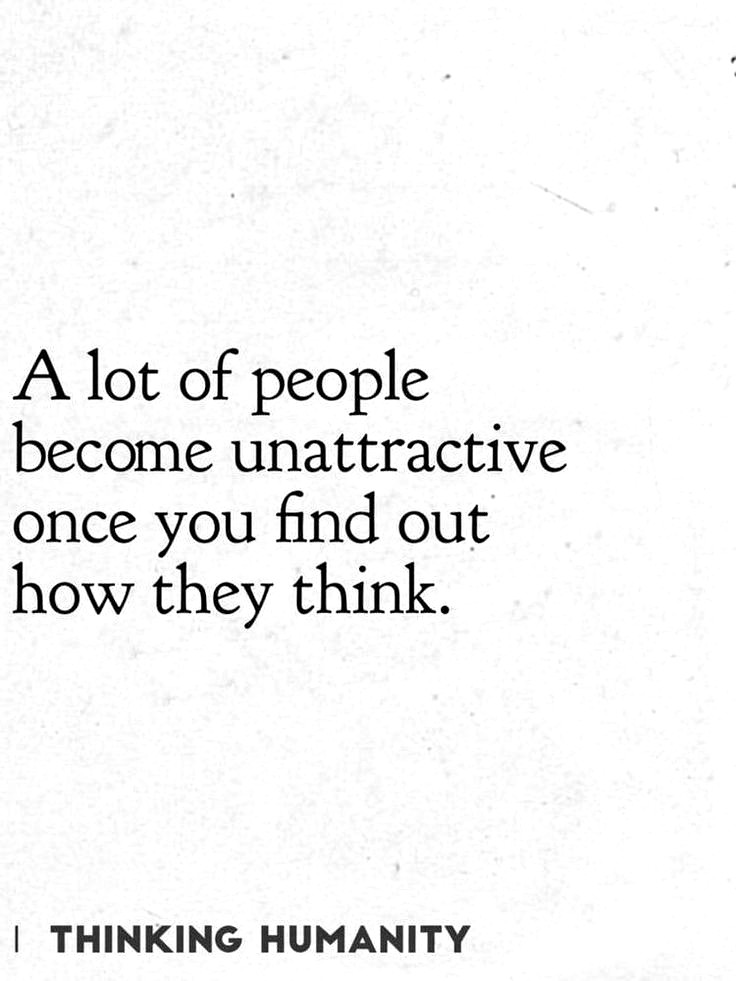 A lot of people
become unattractive
once you find out
how they think.
| THINKING HUMANITY